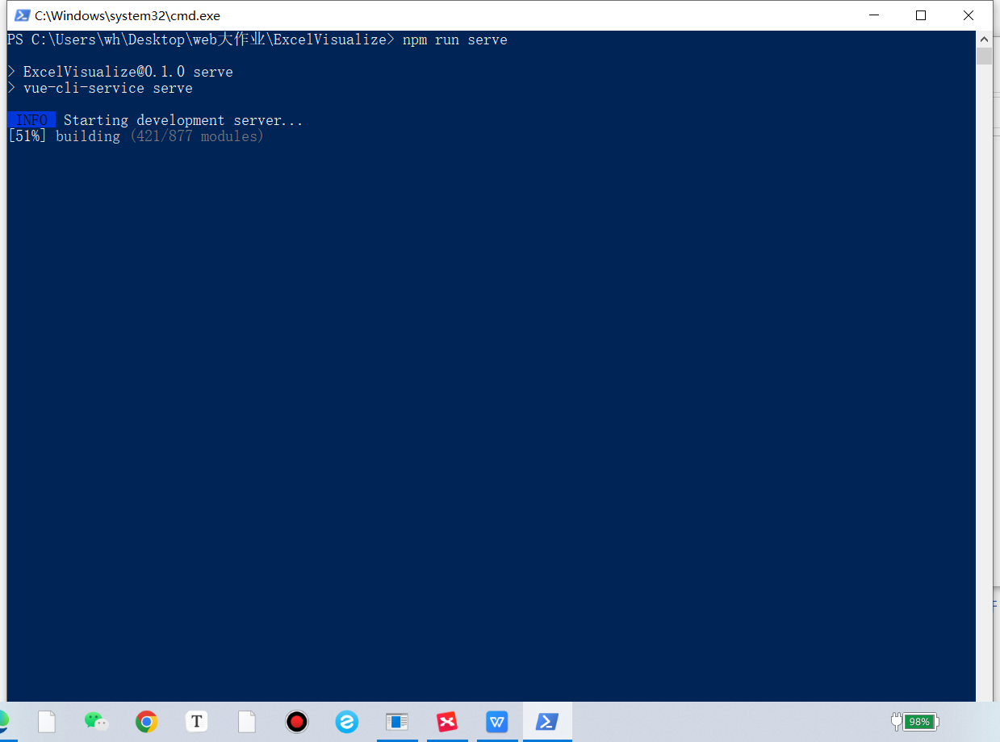 C:\Windows\system32\cmd.exe
PS C:\Users\wh\Desktop\web大作业\ExcelVisualize> npm run serve
> ExcelVisualize@0.1.0 serve
> vue-cli-service serve
INFO Starting development server...
[51%] building (421/877 modules)
T
W
98%